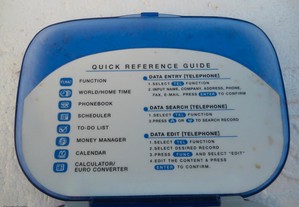 QUICK REFERENCE GUIDE
FUNC FUNCTION
WORLD/HOME TIME
PHONEBOOK
SCHEDULER
TO-DO LIST
MONEY MANAGER
CALENDAR
CALCULATOR/
EURO CONVERTER
DATA ENTRY [TELEPHONE]
1.SELECT TEL FUNCTION
2.INPUT NAME, COMPANY, ADDRESS, PHONE,
FAX, E-MAIL. PRESS ENTER TO CONFIRM
DATA SEARCH [TELEPHONE]
1.SELECT TEL FUNCTION
2.PRESS OR TO SEARCH RECORD
DATA EDIT [TELEPHONE]
1.SELECT TEL FUNCTION
2.SELECT DESIRED RECORD
3.PRESS FUNC AND SELECT "EDIT"
4.EDIT THE CONTENT & PRESS
ENTER TO CONFIRM